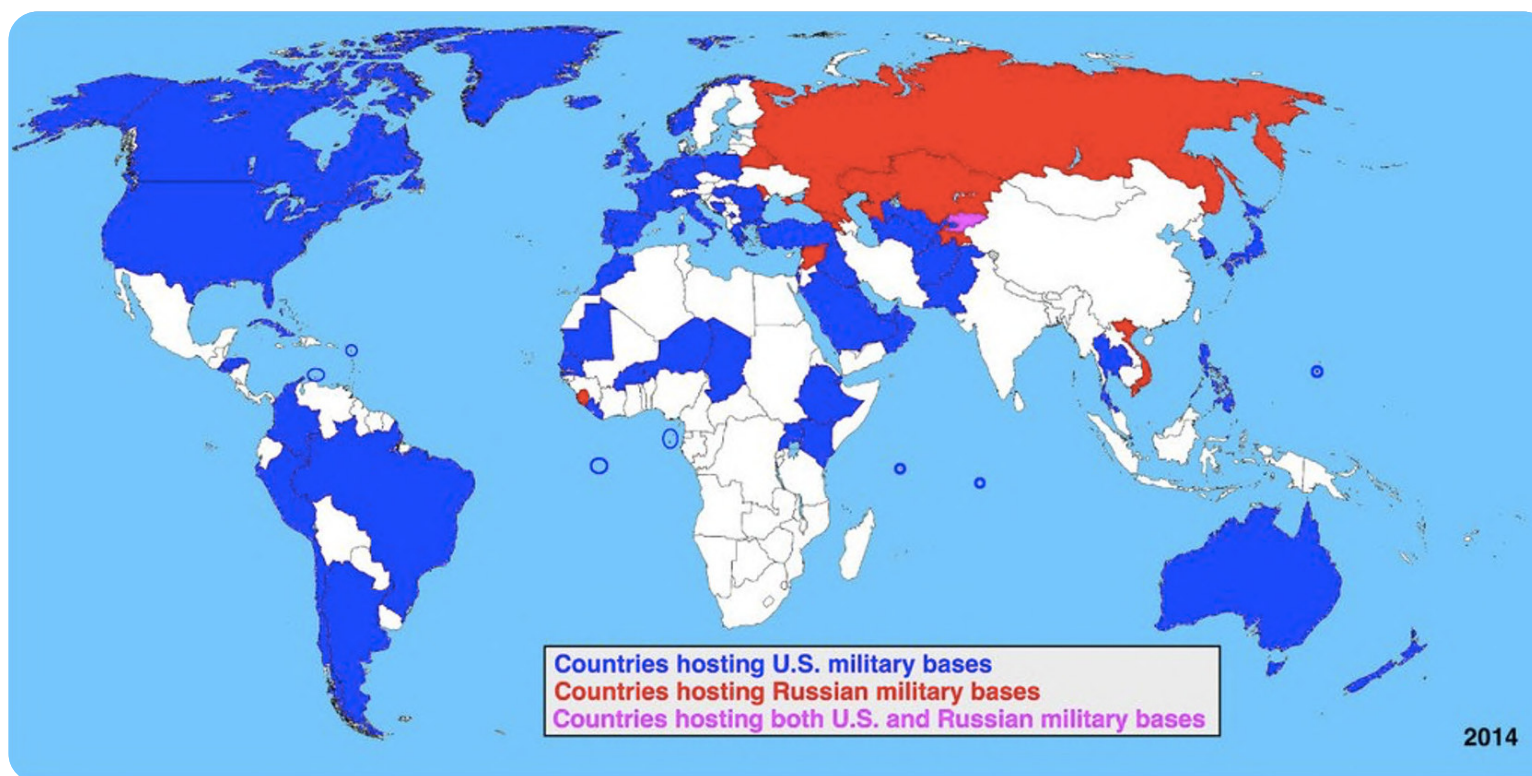 Countries hosting U.S. military bases
Countries hosting Russian military bases
Countries hosting both U.S. and Russian military bases
2014